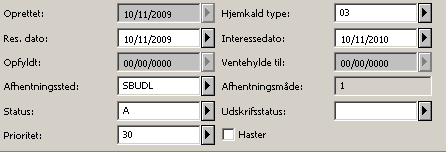 Oprettet: 10/11/2009 Hjemkald type: 03
Res. dato: 10/11/2009 Interessedato: 10/11/2010
Opfyldt: 00/00/0000 Ventehylde til: 00/00/0000
Afhentningssted: SBUDL Afhentningsmåde: 1
Status: A Udskrifsstatus:
Prioritet: 30 Haster